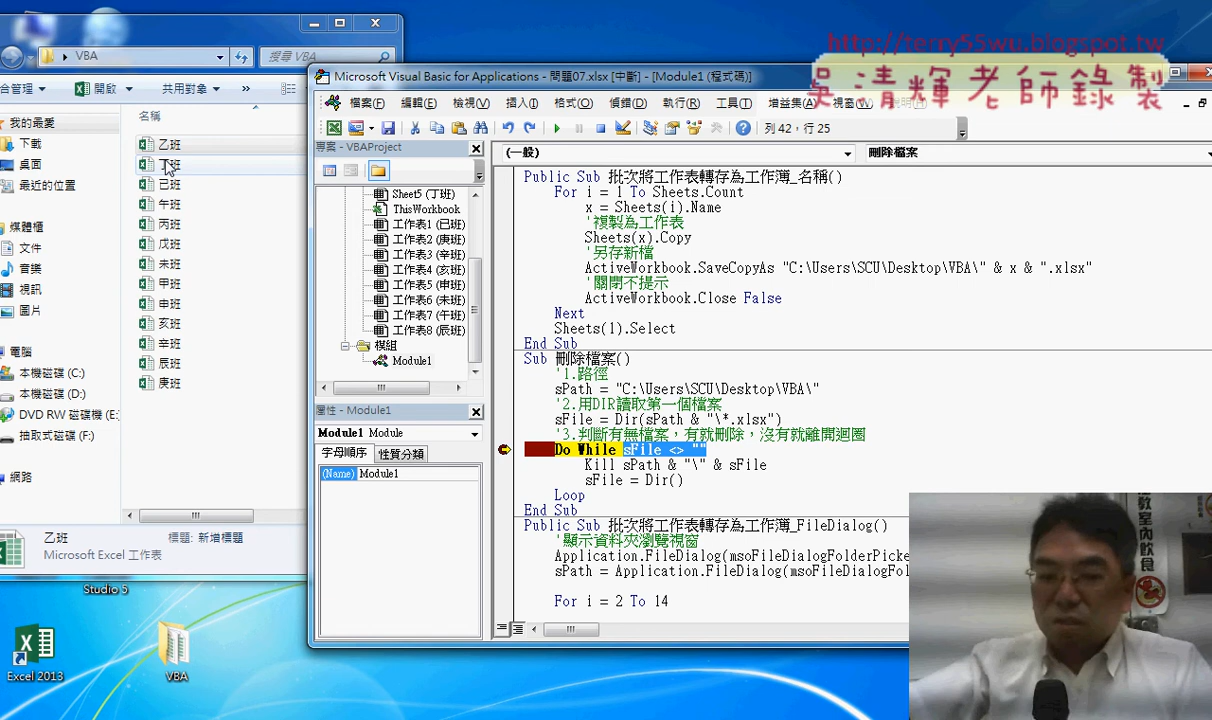 http://terry55wu.blogspot.tw
吳清輝老師錄製
VBA
搜尋 VBA
合管理
開啟
共用對象
»
名稱
我的最愛
下載
桌面
最近的位置
媒體櫃
文件
音樂
視訊
圖片
電腦
本機磁碟 (C:)
本機磁碟 (D:)
DVD RW 磁碟機 (E:
抽取式磁碟 (F:)
網路
乙班
丁班
已班
午班
丙班
戊班
未班
甲班
申班
亥班
辛班
辰班
庚班
乙班
標題: 新增標題
Microsoft Excel 工作表
Studio 5
Excel 2013
VBA
Microsoft Visual Basic for Applications - 問題07.xlsx [中斷] - [Module1 (程式碼)]
檔案(F) 編輯(E) 檢視(V) 插入(I) 格式(O) 偵錯(D) 執行(R) 工具(T) 增益集(A) 視窗(W)
列 42，行 25
專案 - VBAProject
Sheet5 (丁班)
ThisWorkbook
工作表1 (已班)
工作表2 (庚班)
工作表3 (辛班)
工作表4 (亥班)
工作表5 (申班)
工作表6 (未班)
工作表7 (午班)
工作表8 (辰班)
模組
Module1
屬性 - Module1
Module1 Module
字母順序 性質分類
(Name) Module1
(一般)
刪除檔案
Public Sub 批次將工作表轉存為工作簿_名稱()
For i = 1 To Sheets.Count
x = Sheets(i).Name
'複製為工作表
Sheets(x).Copy
'另存新檔
ActiveWorkbook.SaveCopyAs "C:\Users\SCU\Desktop\VBA\" & x & ".xlsx"
'關閉不提示
ActiveWorkbook.Close False
Next
Sheets(1).Select
End Sub
Sub 刪除檔案()
'1.路徑
sPath = "C:\Users\SCU\Desktop\VBA\"
'2.用DIR讀取第一個檔案
sFile = Dir(sPath & "\*.xlsx")
'3.判斷有無檔案，有就刪除，沒有就離開迴圈
Do While sFile <> ""
Kill sPath & "\" & sFile
sFile = Dir()
Loop
End Sub
Public Sub 批次將工作表轉存為工作簿_FileDialog()
'顯示資料夾瀏覽視窗
Application.FileDialog(msoFileDialogFolderPicke
sPath = Application.FileDialog(msoFileDialogFol
For i = 2 To 14
教室內飲食